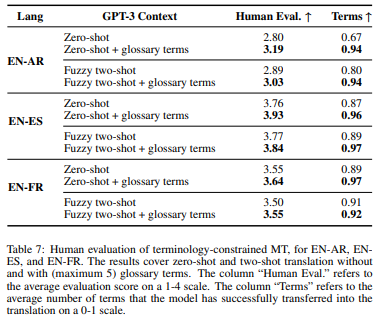 Lang GPT-3 Context Human Eval. ↑ Terms ↑
EN-AR
Zero-shot 2.80 0.67
Zero-shot + glossary terms 3.19 0.94
Fuzzy two-shot 2.89 0.80
Fuzzy two-shot + glossary terms 3.03 0.94
EN-ES
Zero-shot 3.76 0.87
Zero-shot + glossary terms 3.93 0.96
Fuzzy two-shot 3.77 0.89
Fuzzy two-shot + glossary terms 3.84 0.97
EN-FR
Zero-shot 3.55 0.89
Zero-shot + glossary terms 3.64 0.97
Fuzzy two-shot 3.50 0.91
Fuzzy two-shot + glossary terms 3.55 0.92
Table 7: Human evaluation of terminology-constrained MT, for EN-AR, EN-
ES, and EN-FR. The results cover zero-shot and two-shot translation without
and with (maximum 5) glossary terms. The column “Human Eval.” refers to
the average evaluation score on a 1-4 scale. The column “Terms” refers to the
average number of terms that the model has successfully transferred into the
translation on a 0-1 scale.